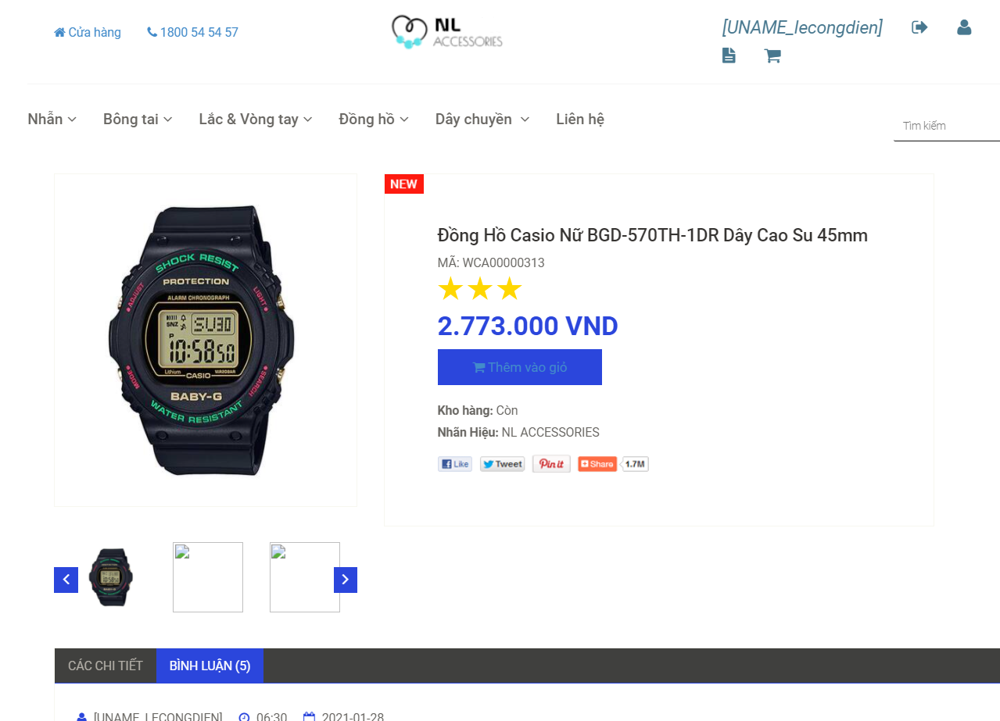 Cửa hàng 1800 54 54 57
NL
ACCESSORIES
[UNAME_lecongdien]
Nhẫn Bông tai Lắc & Vòng tay Đồng hồ Dây chuyền Liên hệ
Tìm kiếm
NEW
SHOCK RESIST
PROTECTION
ADJUST
LIGHT
ALARM CHRONOGRAPH
SNZ
SU30
P
10:58 50
Lithium WR200BAR
CASIO
MODE
SEARCH
BABY-G
WATER RESISTANT
Đồng Hồ Casio Nữ BGD-570TH-1DR Dây Cao Su 45mm
MÃ: WCA00000313
2.773.000 VND
Thêm vào giỏ
Kho hàng: Còn
Nhãn Hiệu: NL ACCESSORIES
Like Tweet Pin it Share 1.7M
CÁC CHI TIẾT BÌNH LUẬN (5)
[UNAME_LECONGDIEN] 06:30 2021-01-28